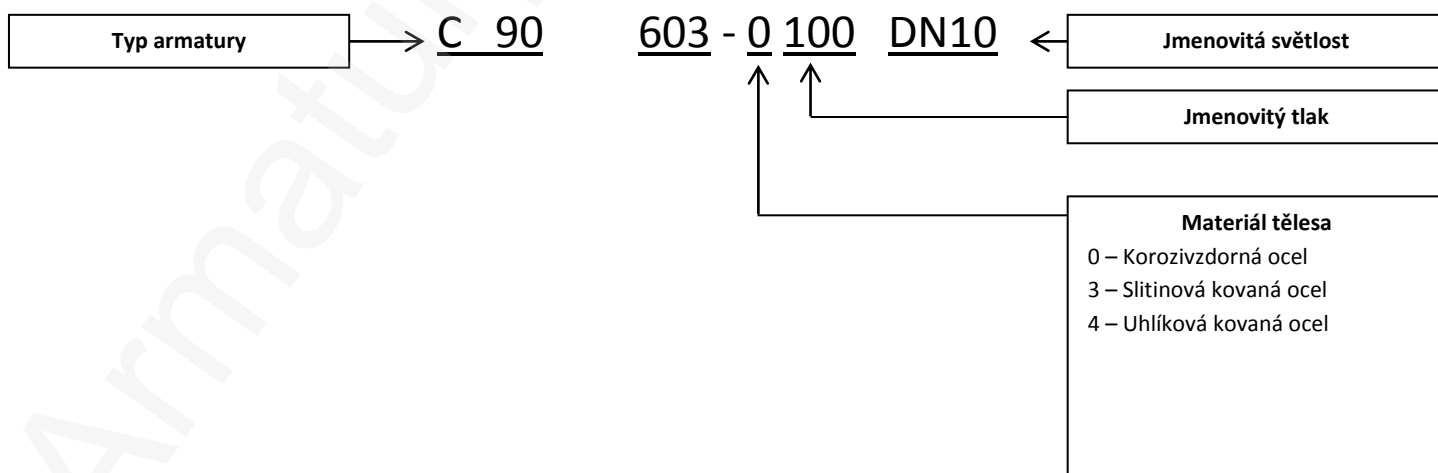 Typ armatury
C 90 603 - 0 100 DN10
Jmenovitá světlost
Jmenovitý tlak
Materiál tělesa
0 – Korozivzdorná ocel
3 – Slitinová kovaná ocel
4 – Uhlíková kovaná ocel
Armatu